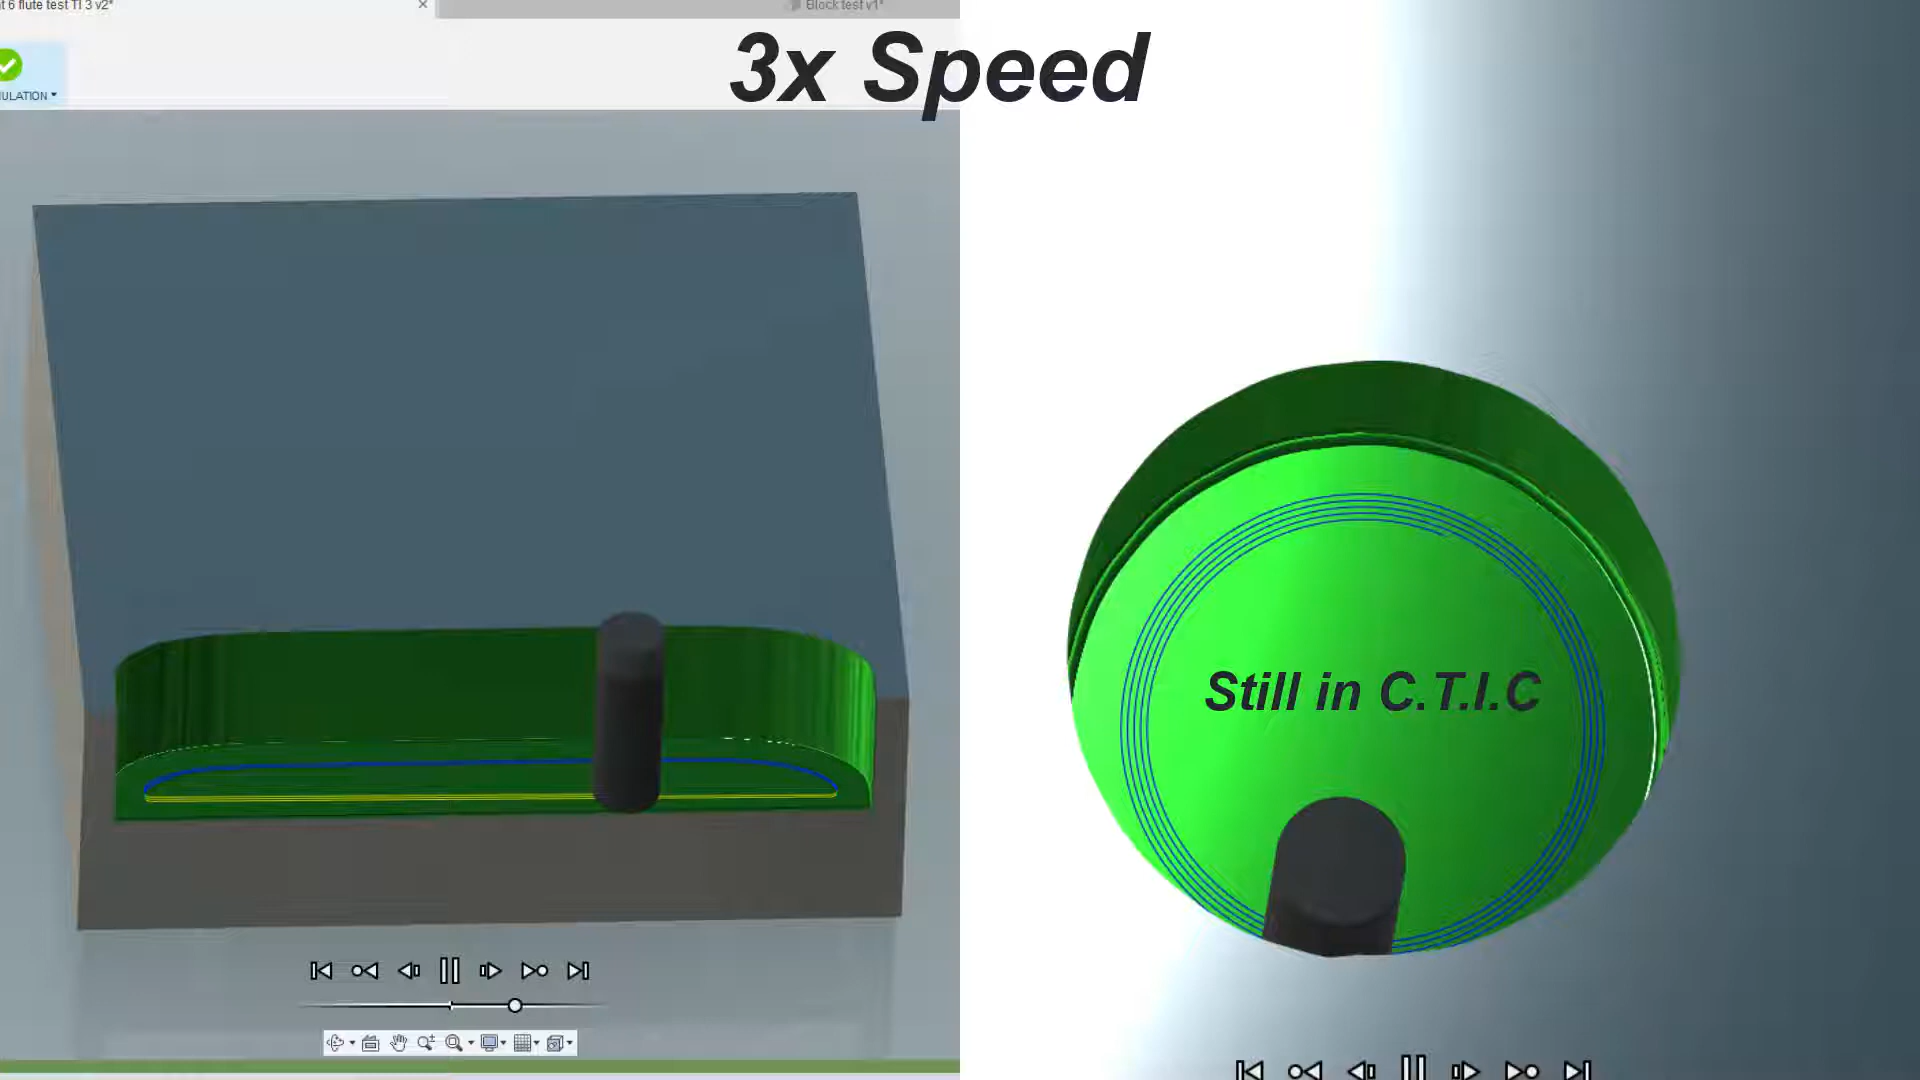 t 6 flute test TI 3 v2*
Block test v1*
3x Speed
ULATION
Still in C.T.I.C